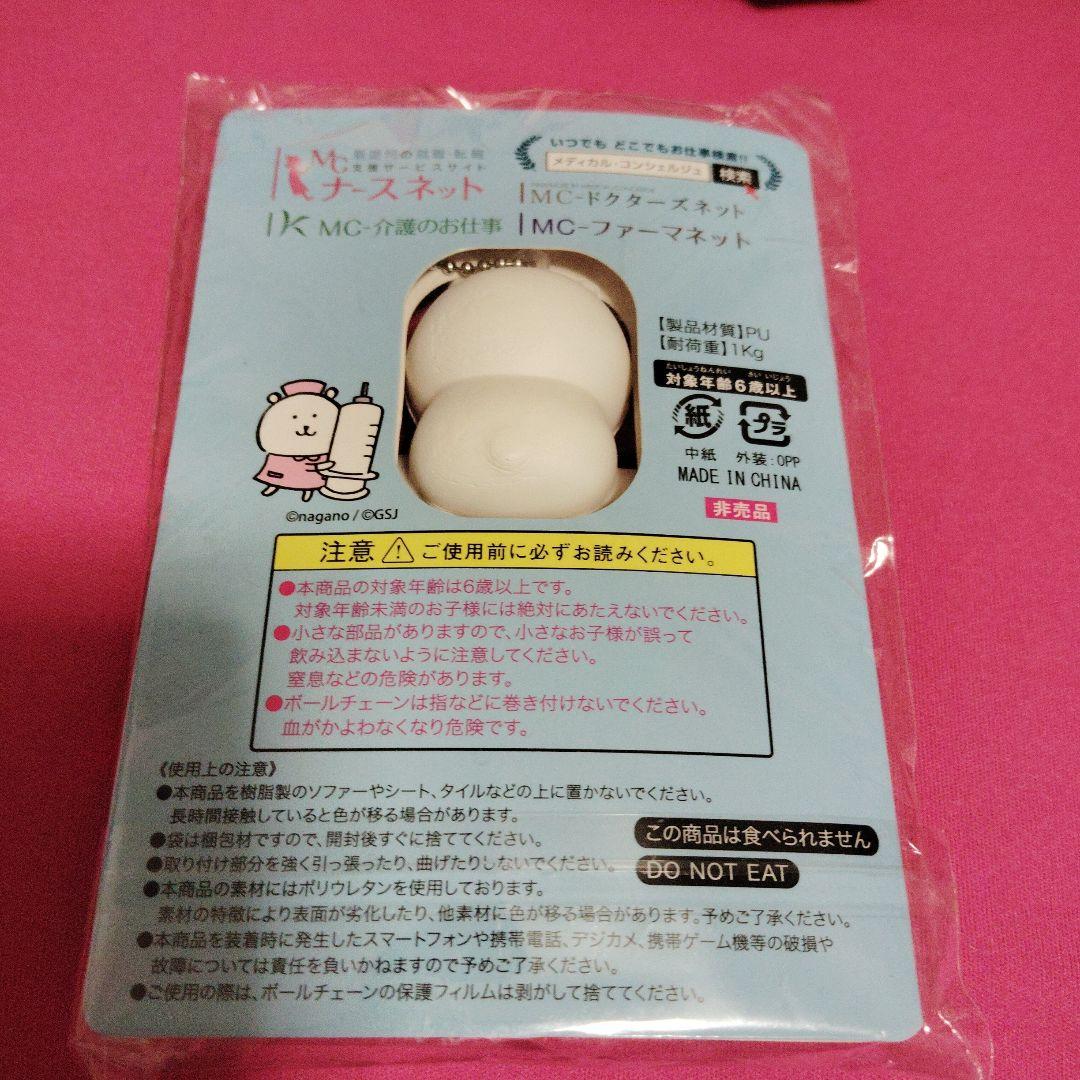 看護師の就職・転職
支援サービスサイト
MC
ナースネット
いつでも どこでもお仕事検索!!
メディカル・コンシェルジュ 検索
MC-ドクターズネット
MC-介護のお仕事
MC-ファーマネット
【製品材質】PU
【耐荷重】1Kg
たいしょうねんれい さい いじょう
対象年齢6歳以上
紙 プラ
中紙 外装:OPP
MADE IN CHINA
非売品
©nagano / ©GSJ
注意 ! ご使用前に必ずお読みください。
●本商品の対象年齢は6歳以上です。
対象年齢未満のお子様には絶対にあたえないでください。
●小さな部品がありますので、小さなお子様が誤って
飲み込まないように注意してください。
窒息などの危険があります。
●ボールチェーンは指などに巻き付けないでください。
血がかよわなくなり危険です。
《使用上の注意》
●本商品を樹脂製のソファーやシート、タイルなどの上に置かないでください。
長時間接触していると色が移る場合があります。
●袋は梱包材ですので、開封後すぐに捨ててください。
●取り付け部分を強く引っ張ったり、曲げたりしないでください。
●本商品の素材にはポリウレタンを使用しております。
素材の特徴により表面が劣化したり、他素材に色が移る場合があります。予めご了承ください。
●本商品を装着時に発生したスマートフォンや携帯電話、デジカメ、携帯ゲーム機等の破損や
故障については責任を負いかねますので予めご了承ください。
●ご使用の際は、ボールチェーンの保護フィルムは剥がして捨ててください。
この商品は食べられません
DO NOT EAT